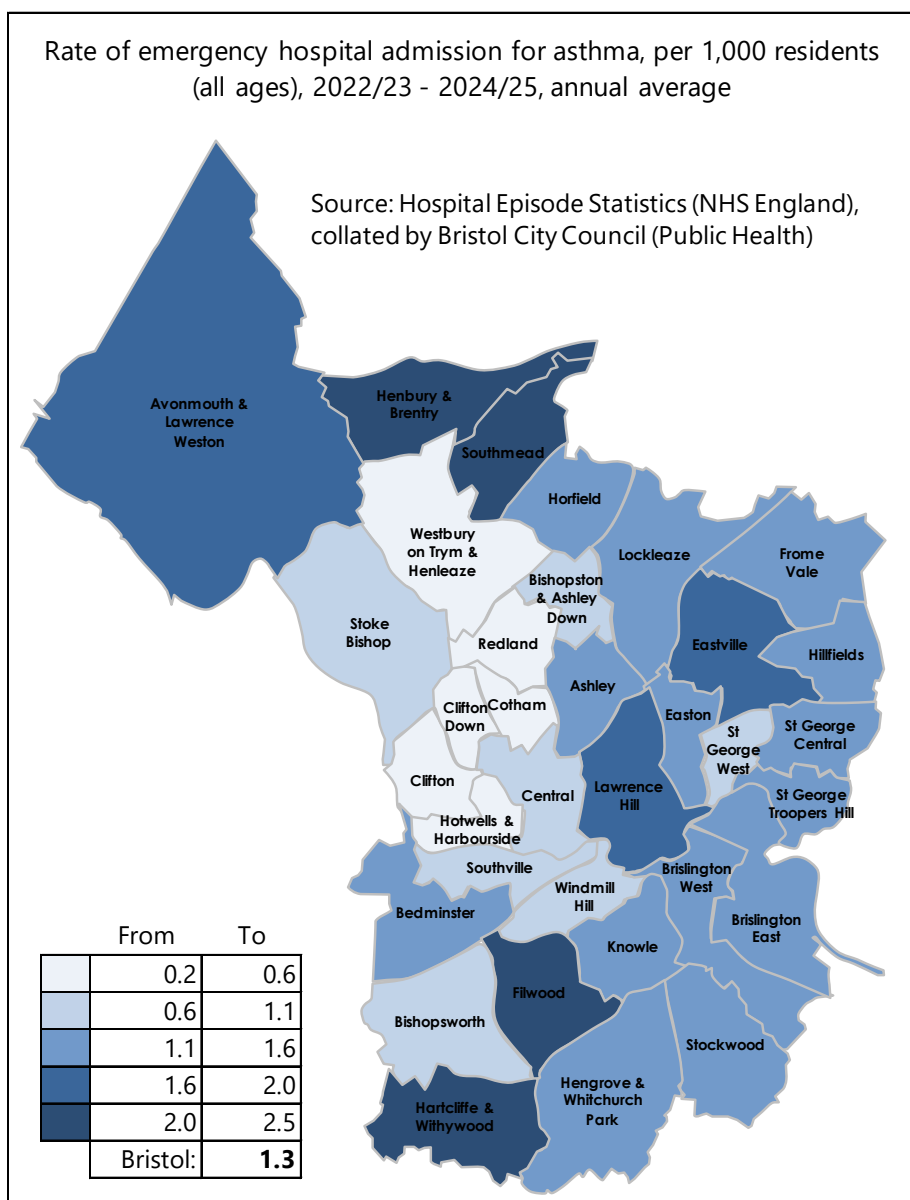 Rate of emergency hospital admission for asthma, per 1,000 residents
(all ages), 2022/23 - 2024/25, annual average
Source: Hospital Episode Statistics (NHS England),
collated by Bristol City Council (Public Health)
Avonmouth &
Lawrence
Weston
Henbury &
Brentry
Southmead
Horfield
Westbury
on Trym &
Henleaze
Lockleaze
Frome
Vale
Bishopston
& Ashley
Down
Stoke
Bishop
Redland
Eastville
Hillfields
Ashley
Clifton
Down
Cotham
Easton
St
George
West
St George
Central
Clifton
Central
Lawrence
Hill
St George
Troopers Hill
Hotwells &
Harbourside
Southville
Windmill
Hill
Brislington
West
Bedminster
Knowle
Brislington
East
Filwood
Bishopsworth
Stockwood
Hengrove &
Whitchurch
Park
Hartcliffe &
Withywood
From To
0.2 0.6
0.6 1.1
1.1 1.6
1.6 2.0
2.0 2.5
Bristol: 1.3